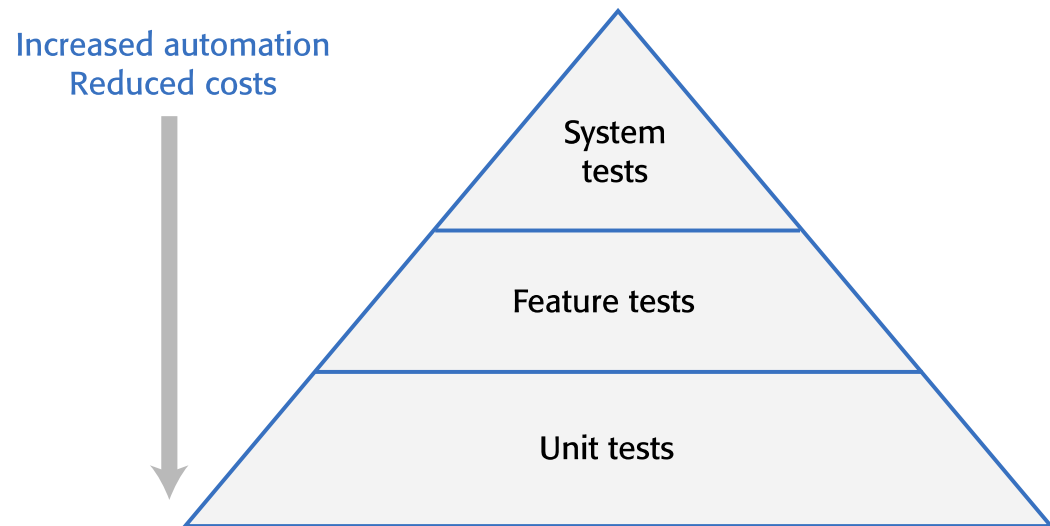 Increased automation
Reduced costs
System
tests
Feature tests
Unit tests